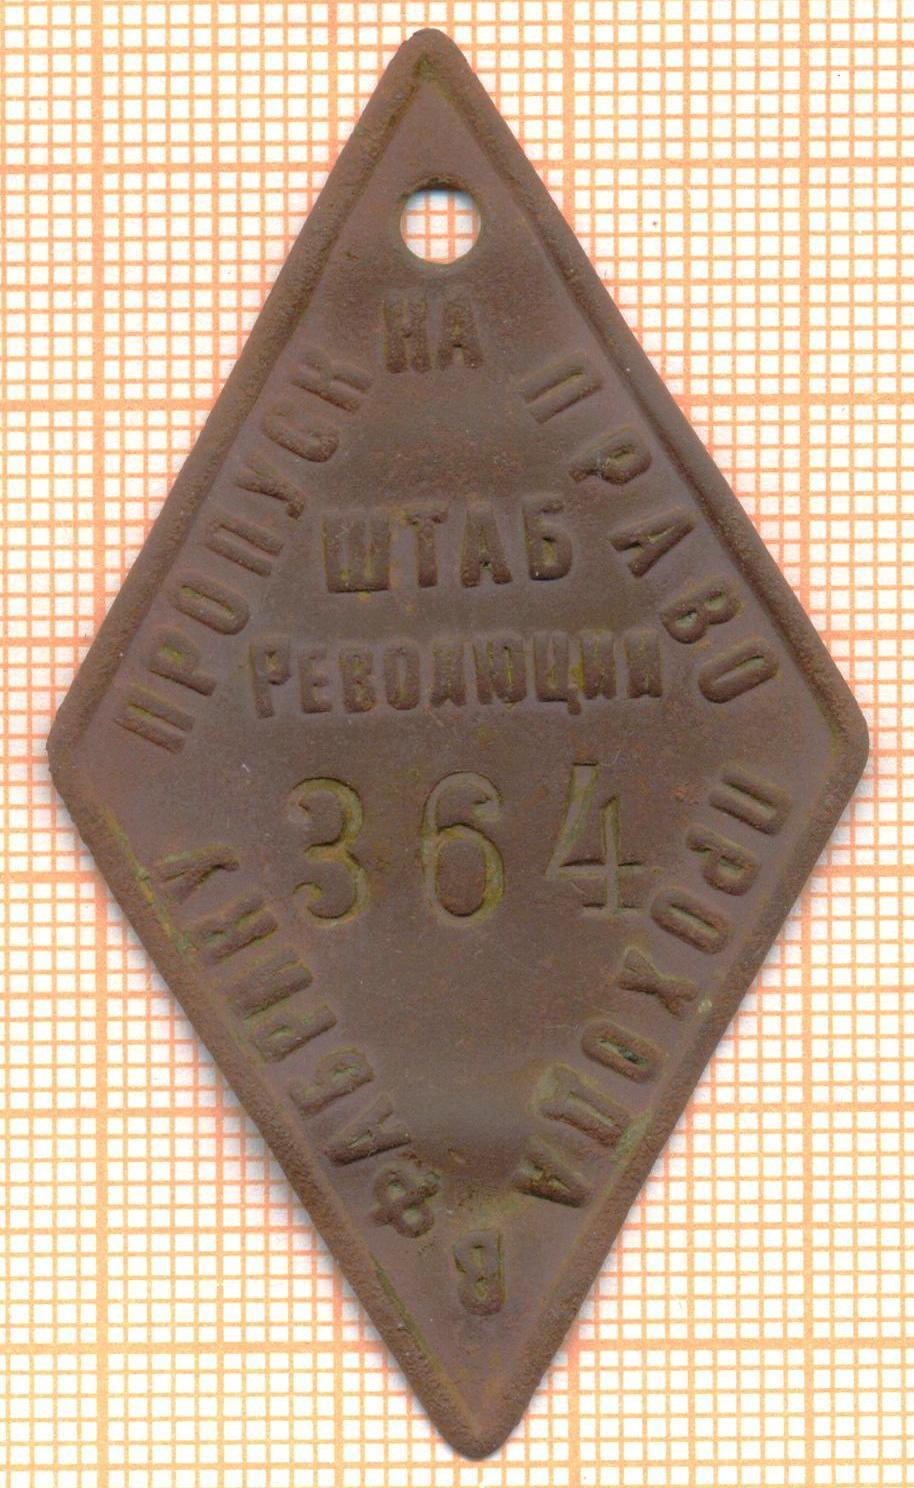 ПРОПУСК НА ПРАВО ПРОХОДА В ФАБРИКУ
ШТАБ
РЕВОЛЮЦИИ
364